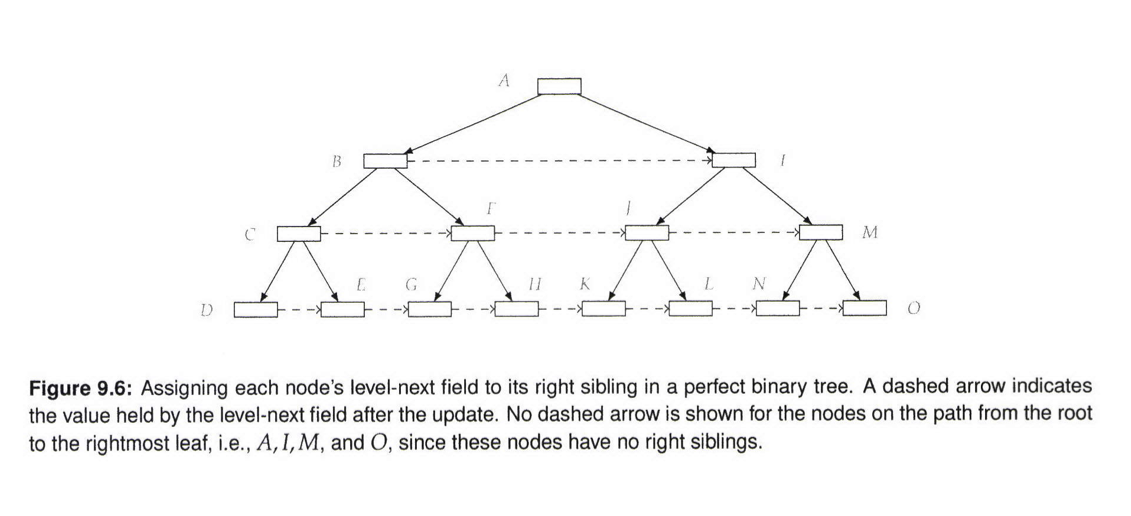 A
B I
F J
C M
E G H K L N
D O
Figure 9.6: Assigning each node's level-next field to its right sibling in a perfect binary tree. A dashed arrow indicates
the value held by the level-next field after the update. No dashed arrow is shown for the nodes on the path from the root
to the rightmost leaf, i.e., A, I, M, and O, since these nodes have no right siblings.